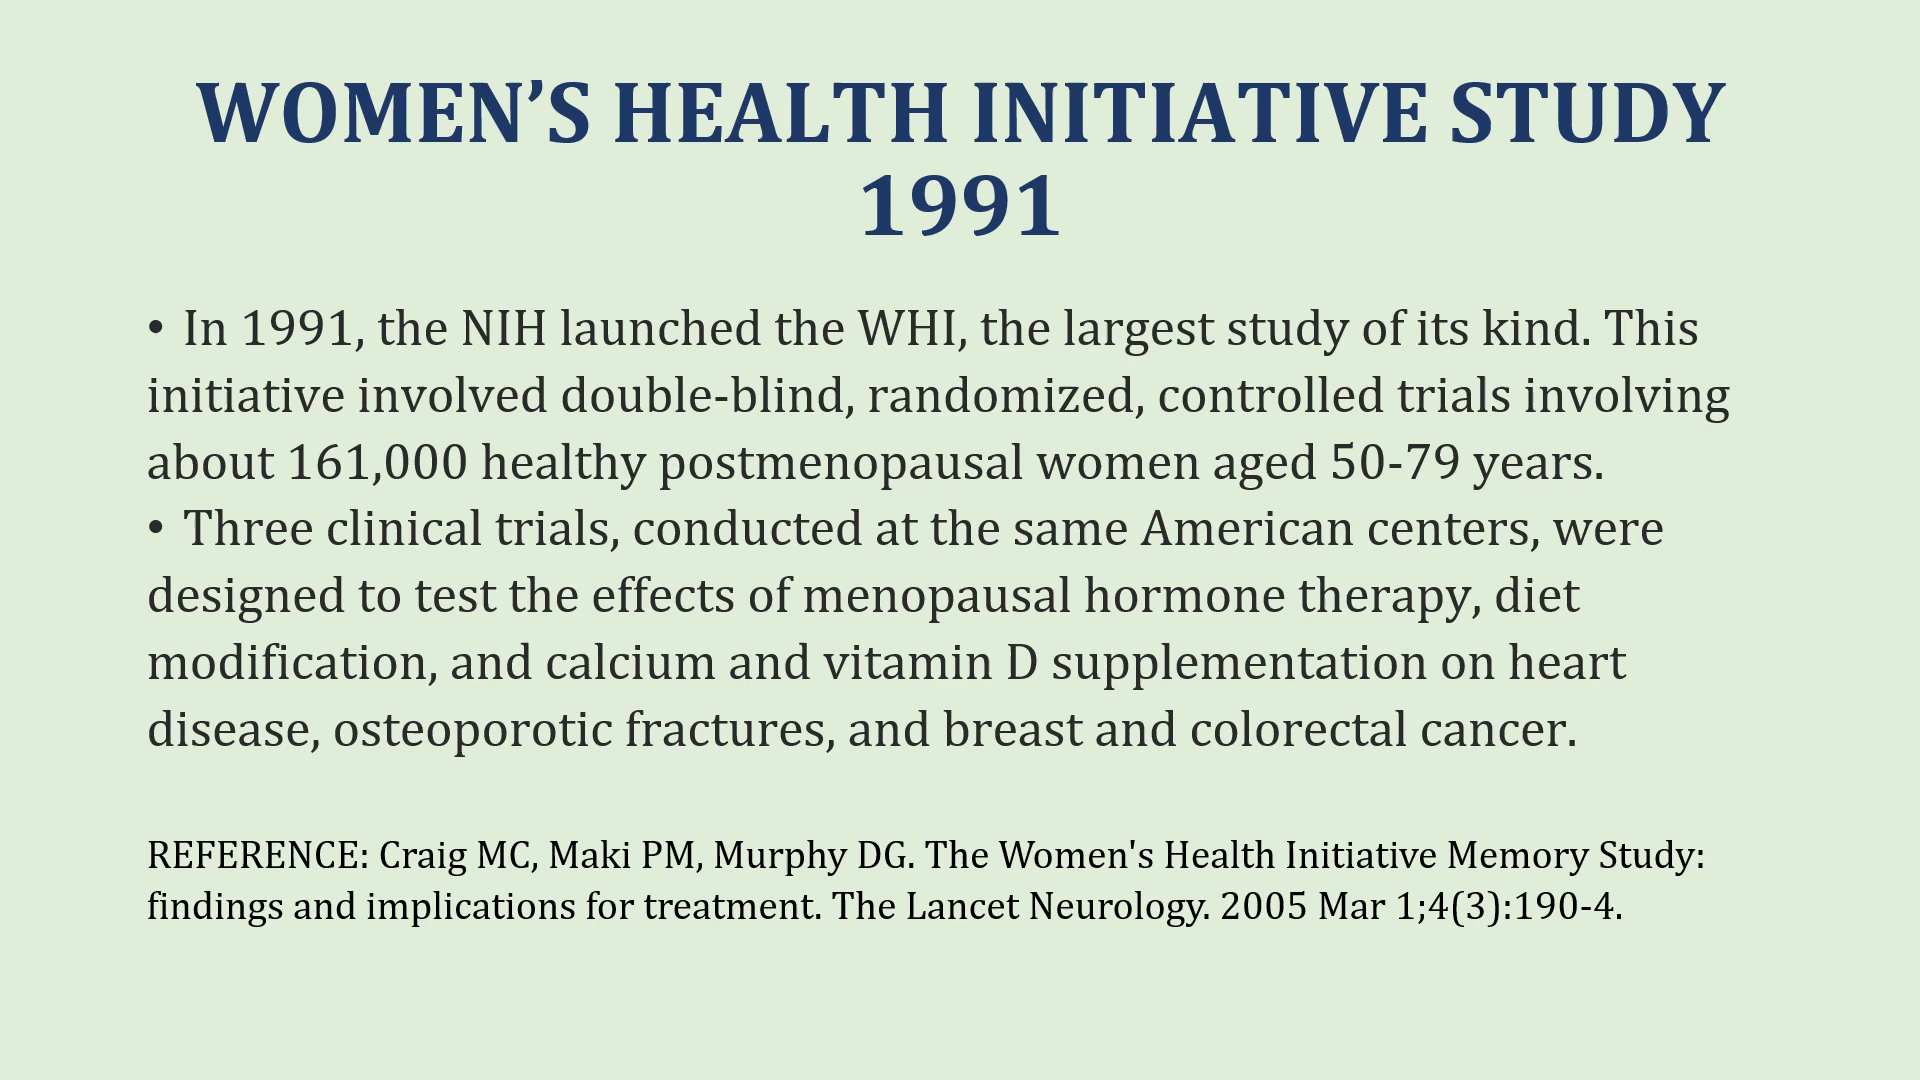 WOMEN’S HEALTH INITIATIVE STUDY
1991
• In 1991, the NIH launched the WHI, the largest study of its kind. This
initiative involved double-blind, randomized, controlled trials involving
about 161,000 healthy postmenopausal women aged 50-79 years.
• Three clinical trials, conducted at the same American centers, were
designed to test the effects of menopausal hormone therapy, diet
modification, and calcium and vitamin D supplementation on heart
disease, osteoporotic fractures, and breast and colorectal cancer.
REFERENCE: Craig MC, Maki PM, Murphy DG. The Women's Health Initiative Memory Study:
findings and implications for treatment. The Lancet Neurology. 2005 Mar 1;4(3):190-4.